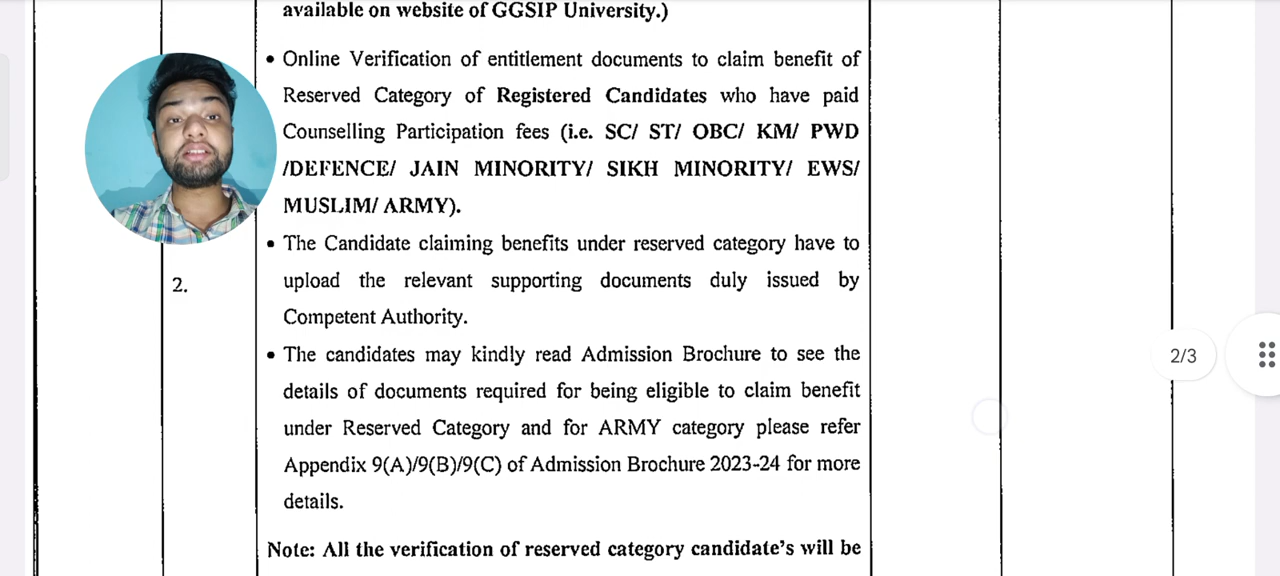 available on website of GGSIP University.)
• Online Verification of entitlement documents to claim benefit of
Reserved Category of Registered Candidates who have paid
Counselling Participation fees (i.e. SC/ ST/ OBC/ KM/ PWD
/DEFENCE/ JAIN MINORITY/ SIKH MINORITY/ EWS/
MUSLIM/ ARMY).
• The Candidate claiming benefits under reserved category have to
2.
upload the relevant supporting documents duly issued by
Competent Authority.
• The candidates may kindly read Admission Brochure to see the
2/3
details of documents required for being eligible to claim benefit
under Reserved Category and for ARMY category please refer
Appendix 9(A)/9(B)/9(C) of Admission Brochure 2023-24 for more
details.
Note: All the verification of reserved category candidate's will be